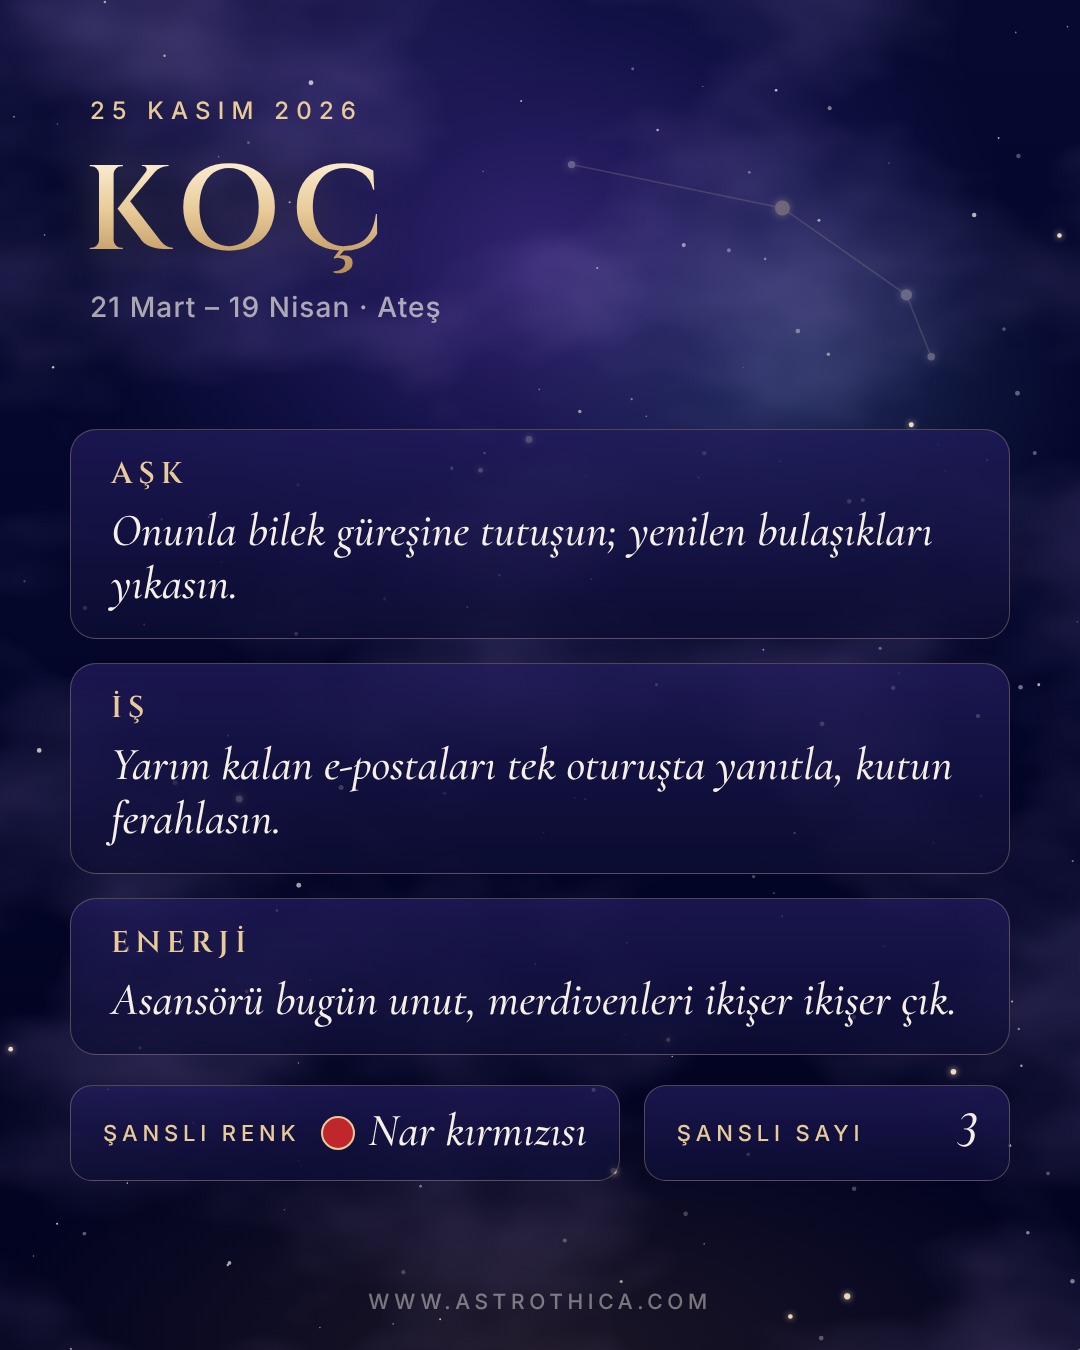 25 KASIM 2026
KOÇ
21 Mart – 19 Nisan · Ateş
AŞK
Onunla bilek güreşine tutuşun; yenilen bulaşıkları
yıkasın.
İŞ
Yarım kalan e-postaları tek oturuşta yanıtla, kutun
ferahlasın.
ENERJİ
Asansörü bugün unut, merdivenleri ikişer ikişer çık.
ŞANSLI RENK Nar kırmızısı
ŞANSLI SAYI 3
WWW.ASTROTHICA.COM